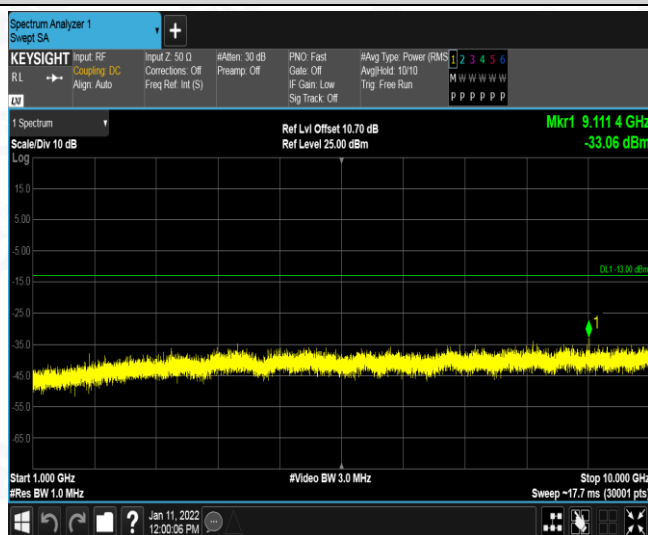 Spectrum Analyzer 1
Swept SA
+
KEYSIGHT
RL
LXI
Input: RF
Coupling: DC
Align: Auto
Input Z: 50 Ω
Corrections: Off
Freq Ref: Int (S)
#Atten: 30 dB
Preamp: Off
PNO: Fast
Gate: Off
IF Gain: Low
Sig Track: Off
#Avg Type: Power (RMS
Avg|Hold: 10/10
Trig: Free Run
1 2 3 4 5 6
M W W W W W
P P P P P P
1 Spectrum
Scale/Div 10 dB
Log
Ref Lvl Offset 10.70 dB
Ref Level 25.00 dBm
Mkr1 9.111 4 GHz
-33.06 dBm
15.0
5.00
-5.00
DL1 -13.00 dBm
-15.0
-25.0
1
-35.0
-45.0
-55.0
-65.0
Start 1.000 GHz
#Res BW 1.0 MHz
#Video BW 3.0 MHz
Stop 10.000 GHz
Sweep ~17.7 ms (30001 pts)
?
Jan 11, 2022
12:00:06 PM